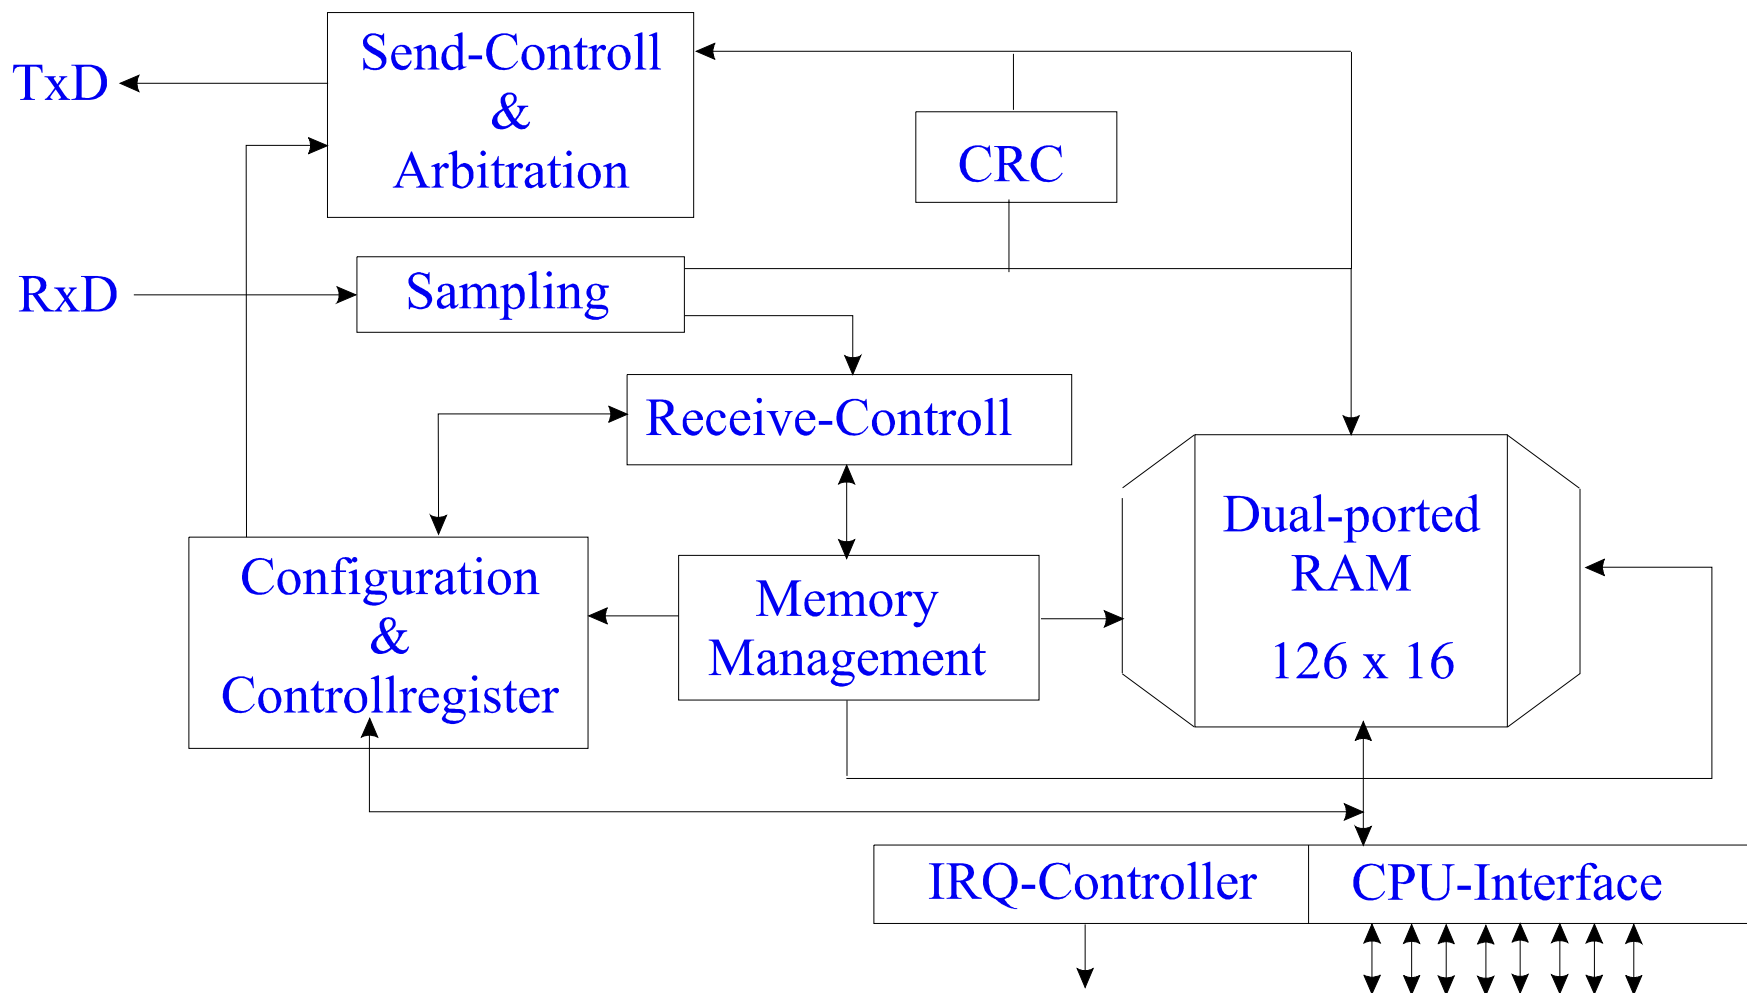 Send-Controll
&
Arbitration
TxD
CRC
RxD
Sampling
Receive-Controll
Dual-ported
RAM
126 x 16
Configuration
&
Controllregister
Memory
Management
IRQ-Controller
CPU-Interface